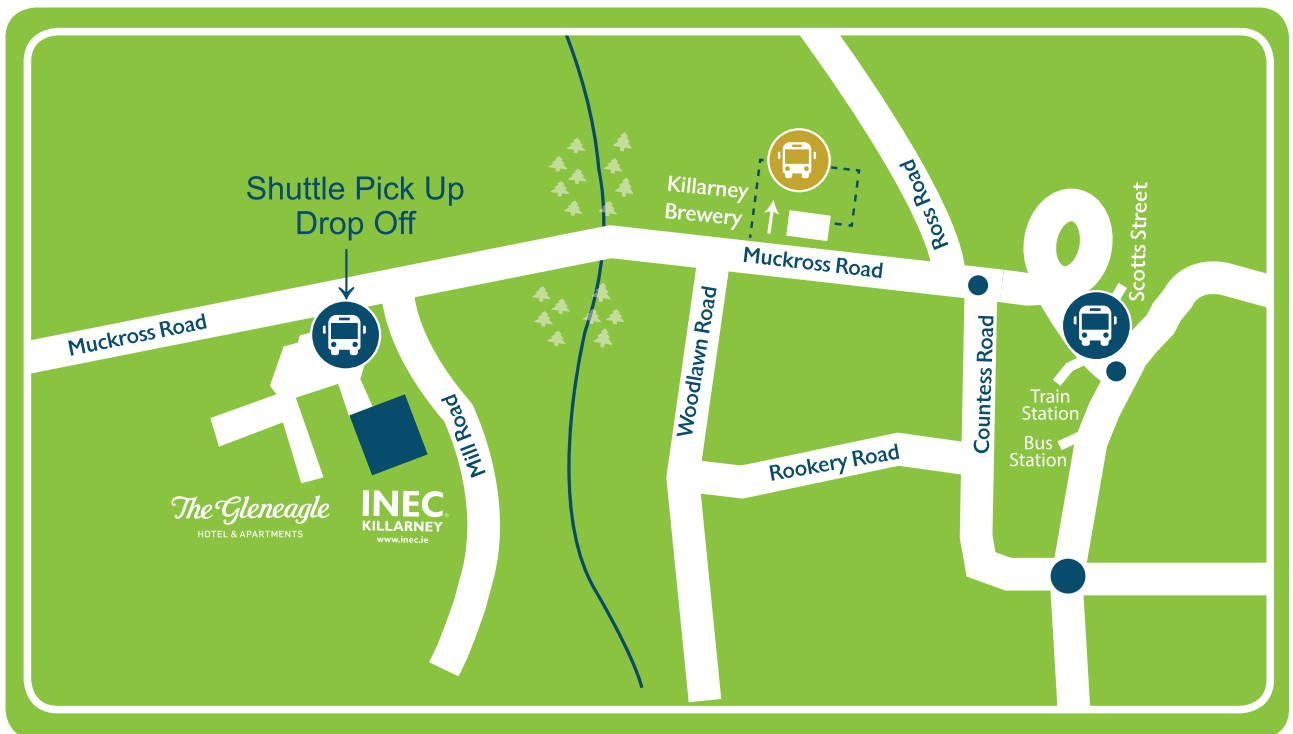 Shuttle Pick Up
Drop Off
Killarney
Brewery
Ross Road
Scotts Street
Muckross Road
Muckross Road
Woodlawn Road
Countess Road
Train
Station
Bus
Station
Mill Road
Rookery Road
The Gleneagle
HOTEL & APARTMENTS
INEC
KILLARNEY
www.inec.ie